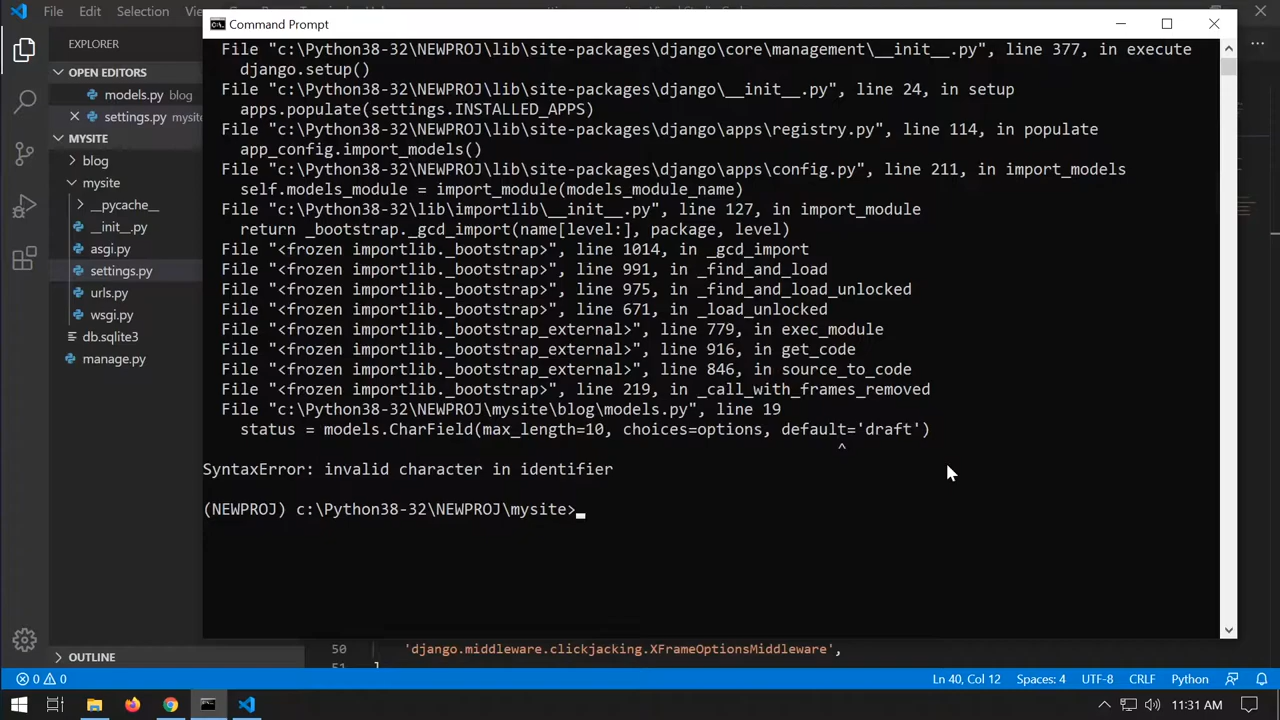 File Edit Selection
Command Prompt
EXPLORER
OPEN EDITORS
models.py blog
settings.py mysite
MYSITE
blog
mysite
__pycache__
__init__.py
asgi.py
settings.py
urls.py
wsgi.py
db.sqlite3
manage.py
File "c:\Python38-32\NEWPROJ\lib\site-packages\django\core\management\__init__.py", line 377, in execute
django.setup()
File "c:\Python38-32\NEWPROJ\lib\site-packages\django\__init__.py", line 24, in setup
apps.populate(settings.INSTALLED_APPS)
File "c:\Python38-32\NEWPROJ\lib\site-packages\django\apps\registry.py", line 114, in populate
app_config.import_models()
File "c:\Python38-32\NEWPROJ\lib\site-packages\django\apps\config.py", line 211, in import_models
self.models_module = import_module(models_module_name)
File "c:\Python38-32\lib\importlib\__init__.py", line 127, in import_module
return _bootstrap._gcd_import(name[level:], package, level)
File "<frozen importlib._bootstrap>", line 1014, in _gcd_import
File "<frozen importlib._bootstrap>", line 991, in _find_and_load
File "<frozen importlib._bootstrap>", line 975, in _find_and_load_unlocked
File "<frozen importlib._bootstrap>", line 671, in _load_unlocked
File "<frozen importlib._bootstrap_external>", line 779, in exec_module
File "<frozen importlib._bootstrap_external>", line 916, in get_code
File "<frozen importlib._bootstrap_external>", line 846, in source_to_code
File "<frozen importlib._bootstrap>", line 219, in _call_with_frames_removed
File "c:\Python38-32\NEWPROJ\mysite\blog\models.py", line 19
status = models.CharField(max_length=10, choices=options, default='draft')
^
SyntaxError: invalid character in identifier
(NEWPROJ) c:\Python38-32\NEWPROJ\mysite>
50 'django.middleware.clickjacking.XFrameOptionsMiddleware',
51 ]
OUTLINE
0 0 Ln 40, Col 12 Spaces: 4 UTF-8 CRLF Python
11:31 AM